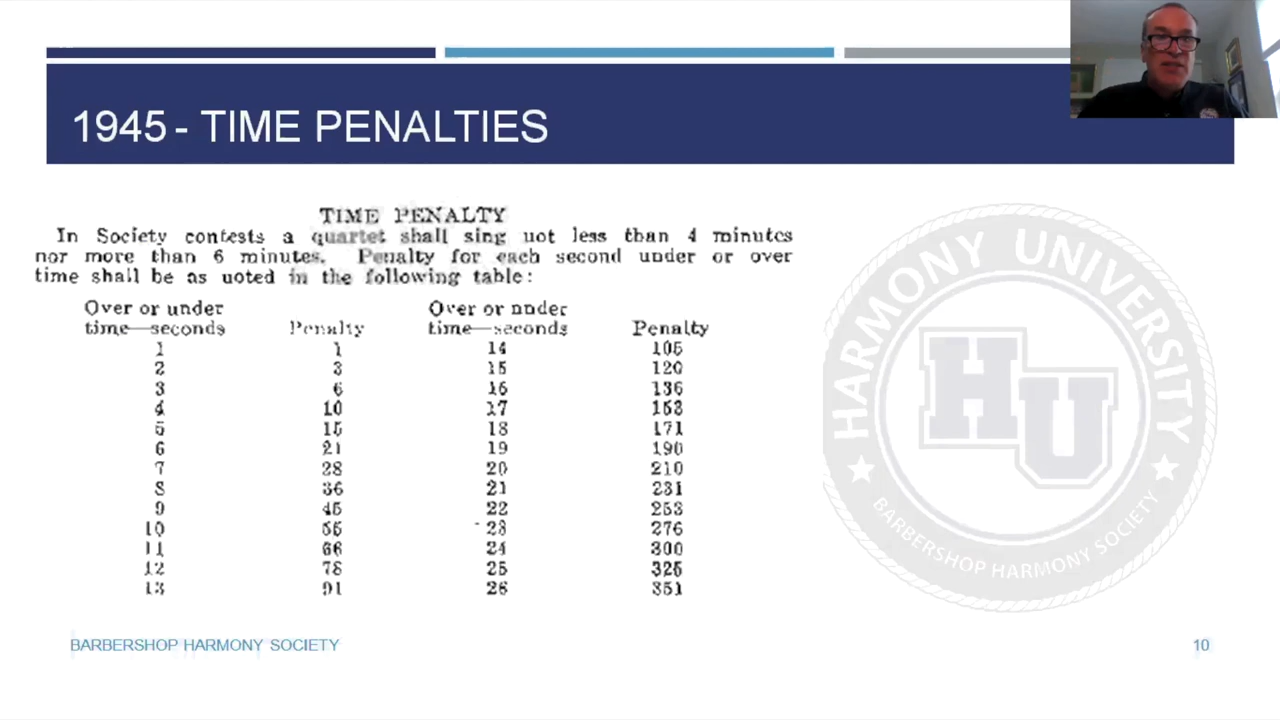 1945 - TIME PENALTIES
TIME PENALTY
In Society contests a quartet shall sing not less than 4 minutes
nor more than 6 minutes. Penalty for each second under or over
time shall be as noted in the following table:
Over or under Over or under
time—seconds Penalty time—seconds Penalty
1 1 14 105
2 3 15 120
3 6 16 136
4 10 17 153
5 15 18 171
6 21 19 190
7 28 20 210
8 36 21 231
9 45 22 253
10 55 23 276
11 66 24 300
12 78 25 325
13 91 26 351
HARMONY UNIVERSITY
HU
BARBERSHOP HARMONY SOCIETY
BARBERSHOP HARMONY SOCIETY
10